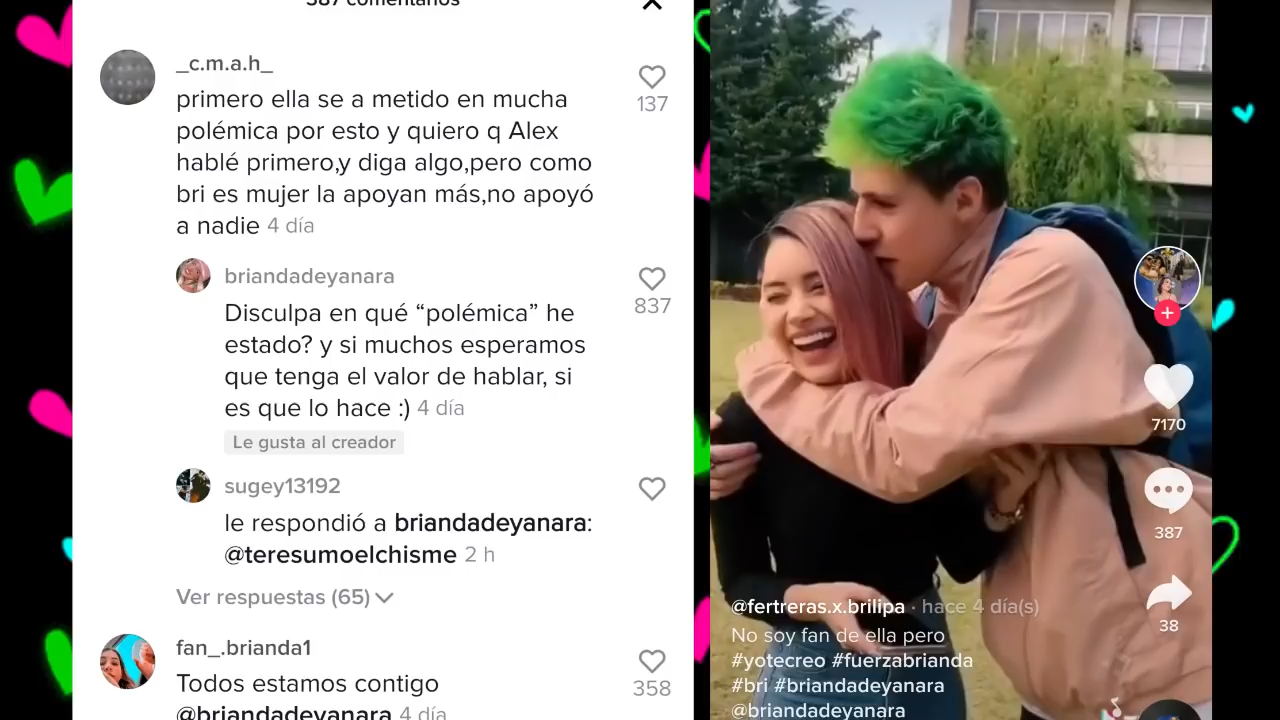 387 comentarios
_c.m.a.h_
primero ella se a metido en mucha
polémica por esto y quiero q Alex
hablé primero,y diga algo,pero como
bri es mujer la apoyan más,no apoyó
a nadie 4 día
137
briandadeyanara
Disculpa en qué “polémica” he
estado? y si muchos esperamos
que tenga el valor de hablar, si
es que lo hace :) 4 día
Le gusta al creador
837
sugey13192
le respondió a briandadeyanara:
@teresumoelchisme 2 h
Ver respuestas (65)
fan_.brianda1
Todos estamos contigo
@briandadeyanara 4 día
358
7170
387
38
@fertreras.x.brilipa · hace 4 día(s)
No soy fan de ella pero
#yotecreo #fuerzabrianda
#bri #briandadeyanara
@briandadeyanara